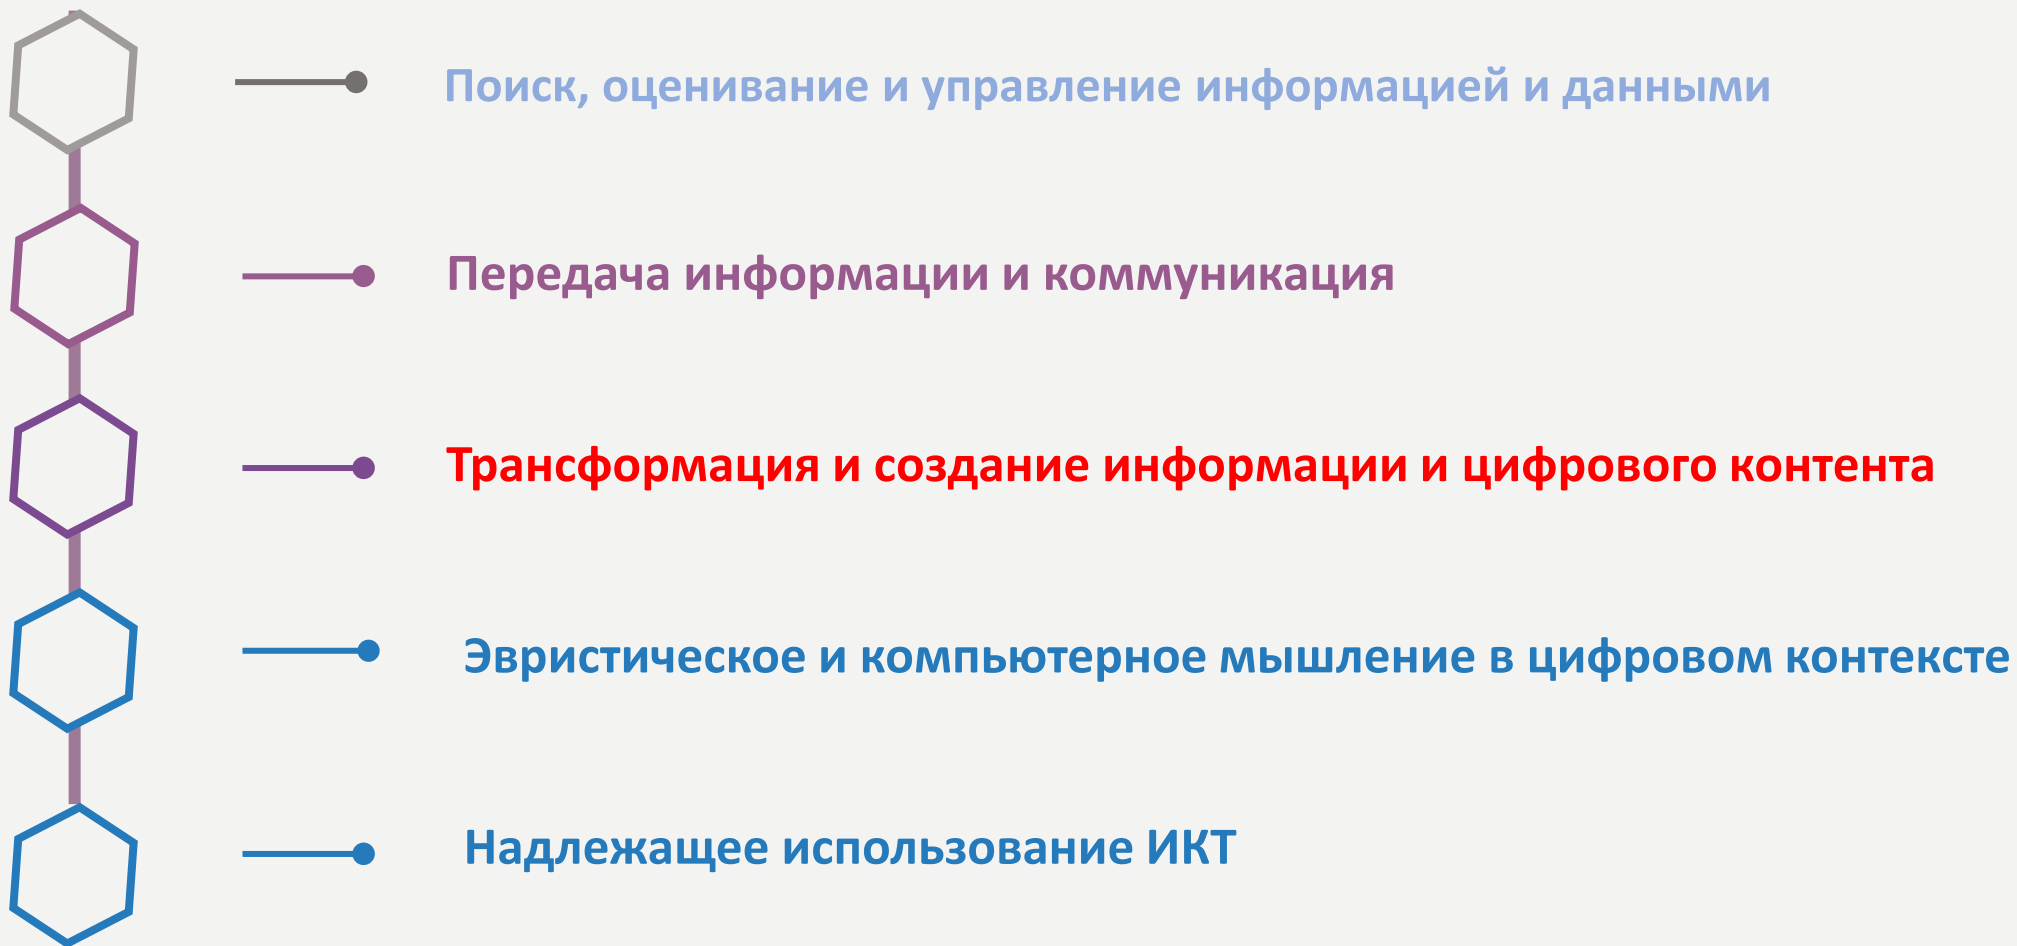 Поиск, оценивание и управление информацией и данными
Передача информации и коммуникация
Трансформация и создание информации и цифрового контента
Эвристическое и компьютерное мышление в цифровом контексте
Надлежащее использование ИКТ